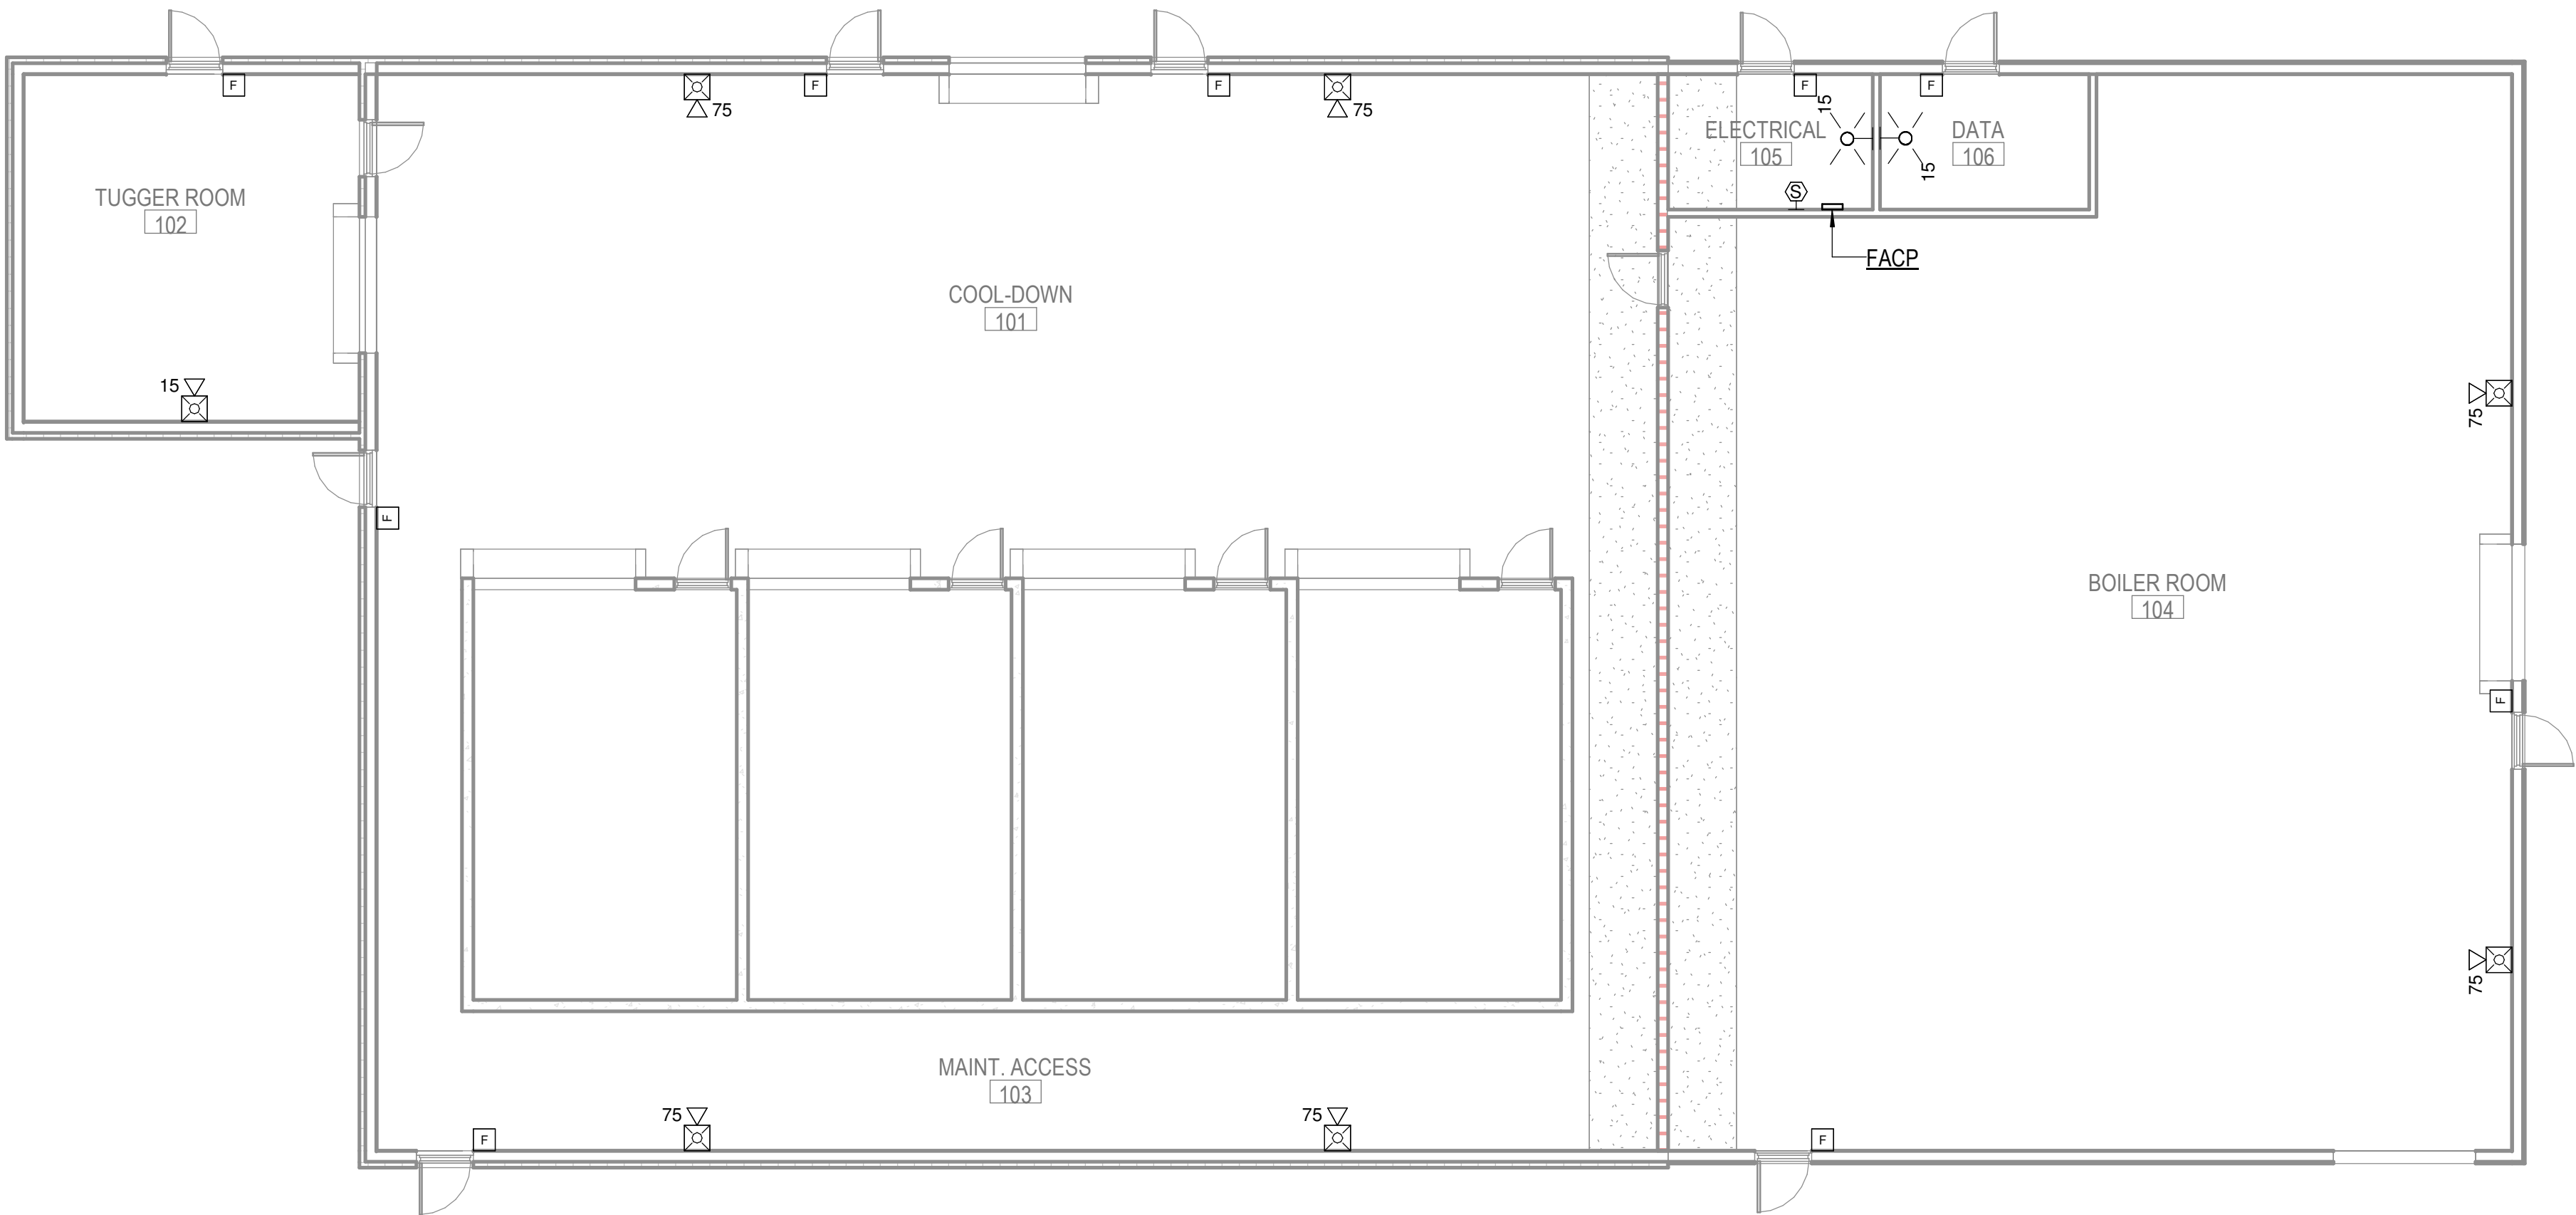 F
F
F
F
F
75
75
15
ELECTRICAL
105
DATA
106
15
S
TUGGER ROOM
102
FACP
COOL-DOWN
101
15
75
F
BOILER ROOM
104
F
75
MAINT. ACCESS
103
75
75
F
F